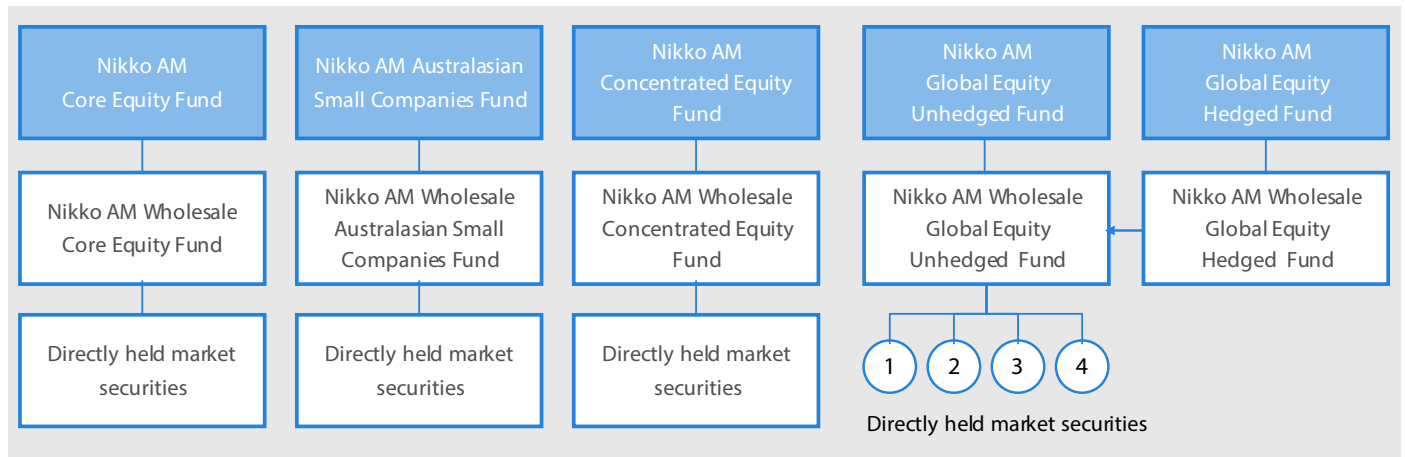 Nikko AM
Core Equity Fund
Nikko AM Australasian
Small Companies Fund
Nikko AM
Concentrated Equity
Fund
Nikko AM
Global Equity
Unhedged Fund
Nikko AM
Global Equity
Hedged Fund
Nikko AM Wholesale
Core Equity Fund
Nikko AM Wholesale
Australasian Small
Companies Fund
Nikko AM Wholesale
Concentrated Equity
Fund
Nikko AM Wholesale
Global Equity
Unhedged Fund
Nikko AM Wholesale
Global Equity
Hedged Fund
Directly held market
securities
Directly held market
securities
Directly held market
securities
1
2
3
4
Directly held market securities